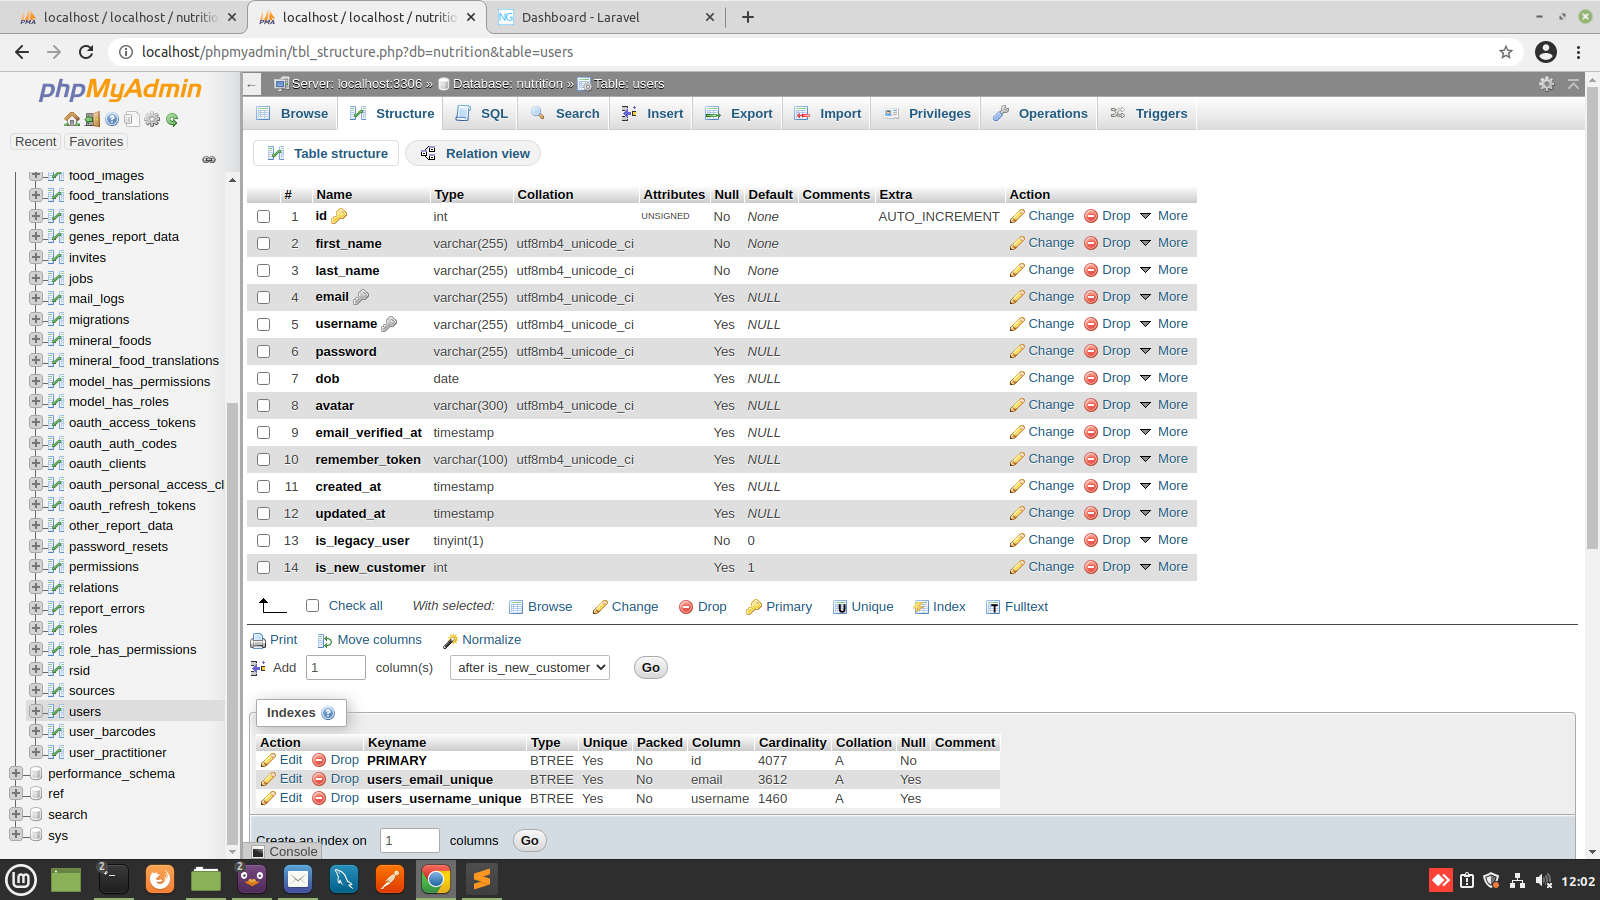 localhost / localhost / nutritio
localhost / localhost / nutritio
Dashboard - Laravel
localhost/phpmyadmin/tbl_structure.php?db=nutrition&table=users
phpMyAdmin
Recent Favorites
food_images
food_translations
genes
genes_report_data
invites
jobs
mail_logs
migrations
mineral_foods
mineral_food_translations
model_has_permissions
model_has_roles
oauth_access_tokens
oauth_auth_codes
oauth_clients
oauth_personal_access_cl
oauth_refresh_tokens
other_report_data
password_resets
permissions
relations
report_errors
roles
role_has_permissions
rsid
sources
users
user_barcodes
user_practitioner
performance_schema
ref
search
sys
Server: localhost:3306 » Database: nutrition » Table: users
Browse Structure SQL Search Insert Export Import Privileges Operations Triggers
Table structure Relation view
# Name Type Collation Attributes Null Default Comments Extra Action
1 id int UNSIGNED No None AUTO_INCREMENT Change Drop More
2 first_name varchar(255) utf8mb4_unicode_ci No None Change Drop More
3 last_name varchar(255) utf8mb4_unicode_ci No None Change Drop More
4 email varchar(255) utf8mb4_unicode_ci Yes NULL Change Drop More
5 username varchar(255) utf8mb4_unicode_ci Yes NULL Change Drop More
6 password varchar(255) utf8mb4_unicode_ci Yes NULL Change Drop More
7 dob date Yes NULL Change Drop More
8 avatar varchar(300) utf8mb4_unicode_ci Yes NULL Change Drop More
9 email_verified_at timestamp Yes NULL Change Drop More
10 remember_token varchar(100) utf8mb4_unicode_ci Yes NULL Change Drop More
11 created_at timestamp Yes NULL Change Drop More
12 updated_at timestamp Yes NULL Change Drop More
13 is_legacy_user tinyint(1) No 0 Change Drop More
14 is_new_customer int Yes 1 Change Drop More
Check all With selected: Browse Change Drop Primary Unique Index Fulltext
Print Move columns Normalize
Add 1 column(s) after is_new_customer Go
Indexes
Action Keyname Type Unique Packed Column Cardinality Collation Null Comment
Edit Drop PRIMARY BTREE Yes No id 4077 A No
Edit Drop users_email_unique BTREE Yes No email 3612 A Yes
Edit Drop users_username_unique BTREE Yes No username 1460 A Yes
Create an index on 1 columns Go
Console
2
2
12:02